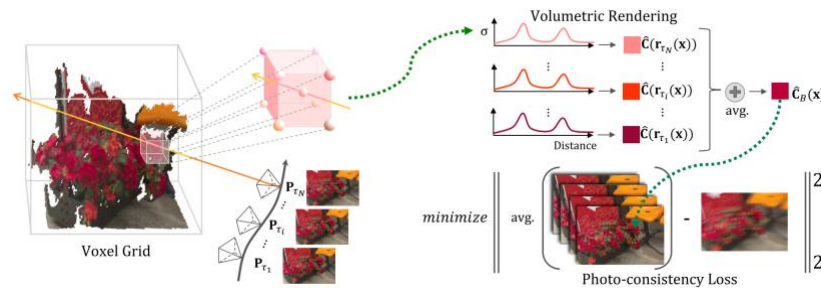 Volumetric Rendering
σ
Ĉ(r_{τ_N}(x))
⋮
⋮
Ĉ(r_{τ_i}(x))
⋮
⋮
Ĉ(r_{τ_1}(x))
Distance
avg.
Ĉ_B(x)
P_{τ_N}
⋮
P_{τ_i}
⋮
P_{τ_1}
Voxel Grid
minimize
avg.
-
2
2
Photo-consistency Loss